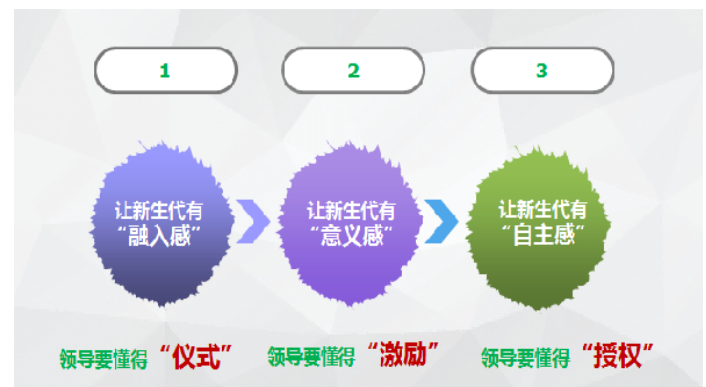 1
2
3
让新生代有
“融入感”
让新生代有
“意义感”
让新生代有
“自主感”
领导要懂得“仪式”
领导要懂得“激励”
领导要懂得“授权”